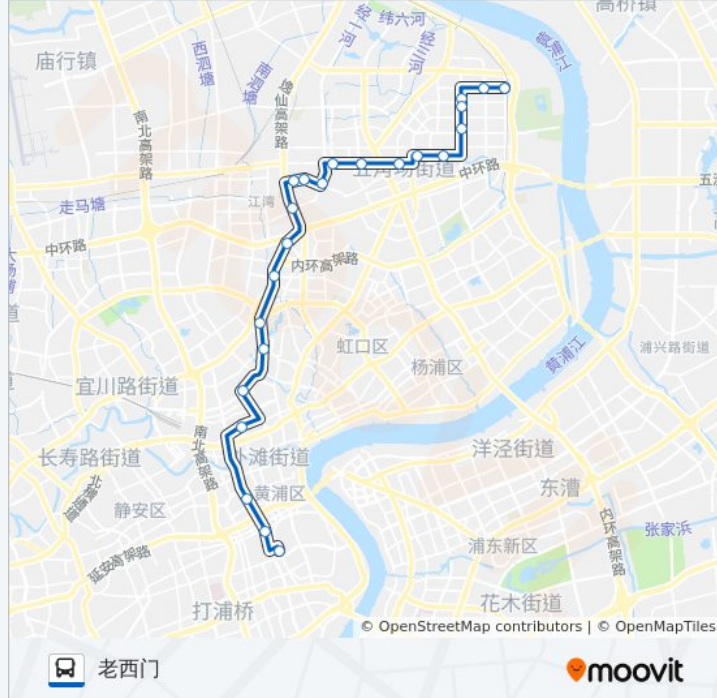 高桥镇
纬六河
经十河
经三河
黄浦江
庙行镇
西泗塘
南泗塘
逸仙高架路
南北高架路
五角场街道
中环路
走马塘
江湾
中环路
内环高架路
虹口区
杨浦区
黄浦江
浦兴路街道
宜川路街道
南北高架路
外滩街道
长寿路街道
洋泾街道
黄浦区
北横通道
静安区
东漕
内环高架路
张家浜
延安高架路
浦东新区
打浦桥
花木街道
© OpenStreetMap contributors | © OpenMapTiles
老西门
moovit